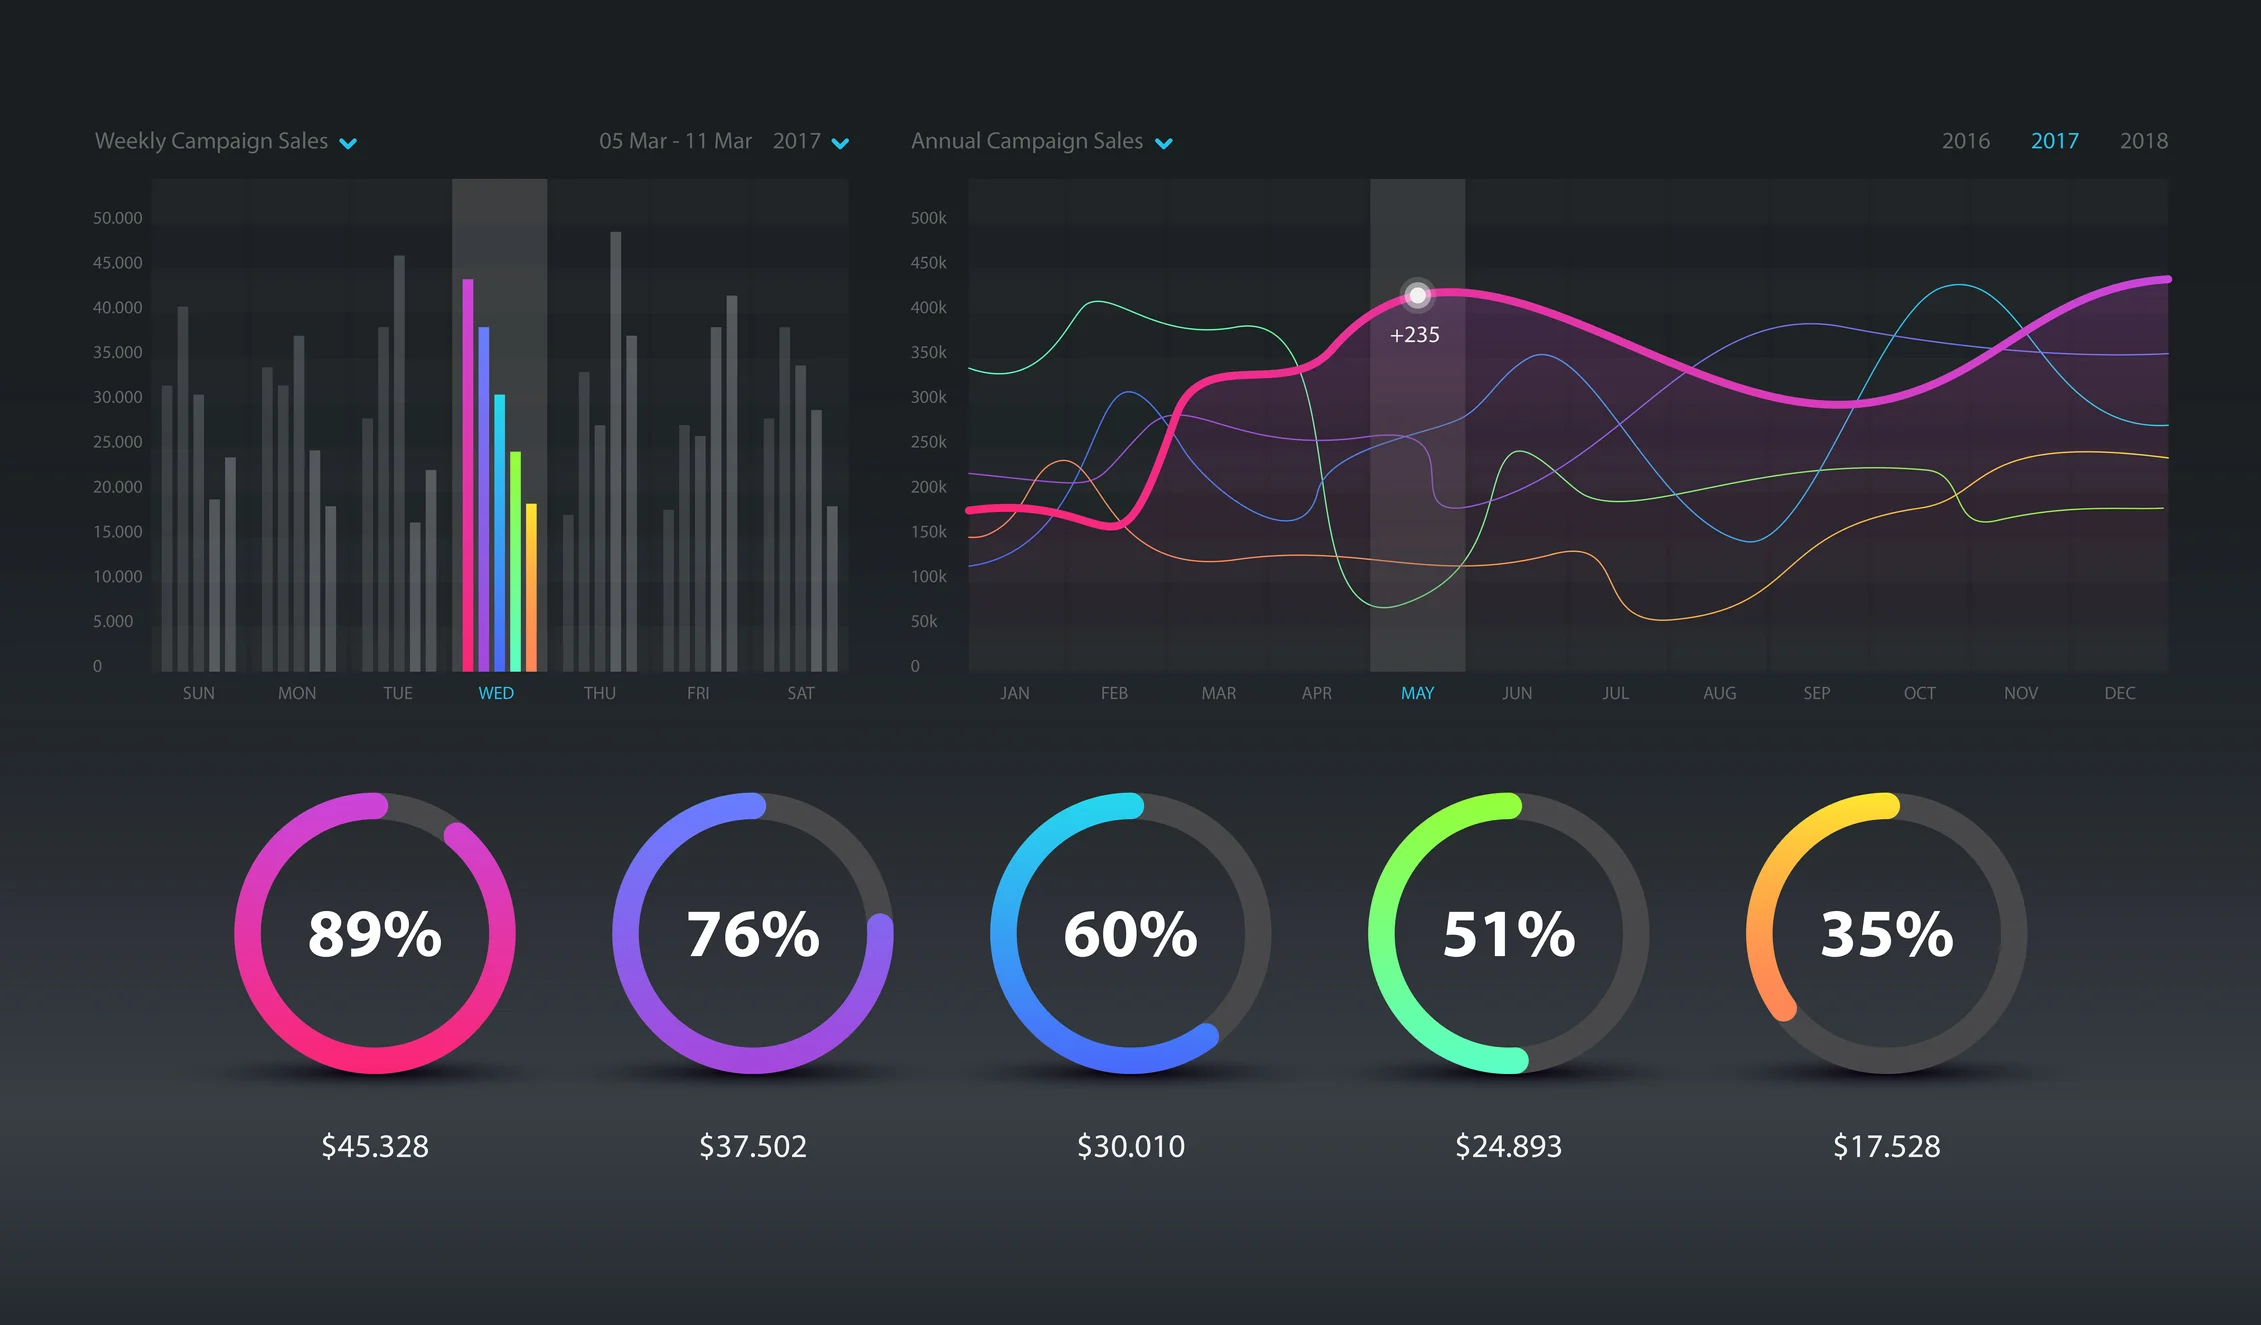 Weekly Campaign Sales
05 Mar - 11 Mar 2017
50.000
45.000
40.000
35.000
30.000
25.000
20.000
15.000
10.000
5.000
0
SUN MON TUE WED THU FRI SAT
Annual Campaign Sales
2016 2017 2018
500k
450k
400k
350k
300k
250k
200k
150k
100k
50k
0
+235
JAN FEB MAR APR MAY JUN JUL AUG SEP OCT NOV DEC
89% 76% 60% 51% 35%
$45.328 $37.502 $30.010 $24.893 $17.528